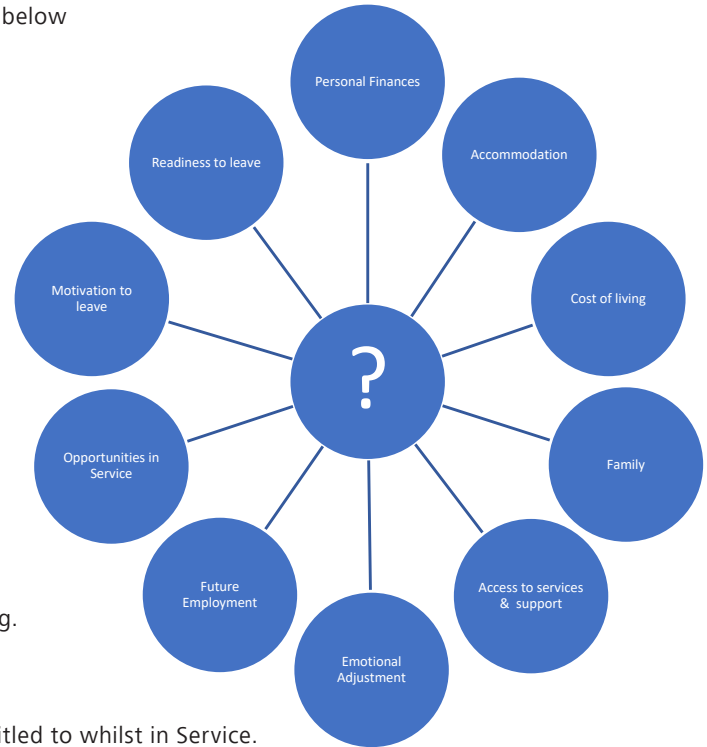 below
Personal Finances
Accommodation
Readiness to leave
Cost of living
Motivation to
leave
?
Opportunities in
Service
Family
Future
Employment
Access to services
& support
g.
Emotional
Adjustment
itled to whilst in Service.